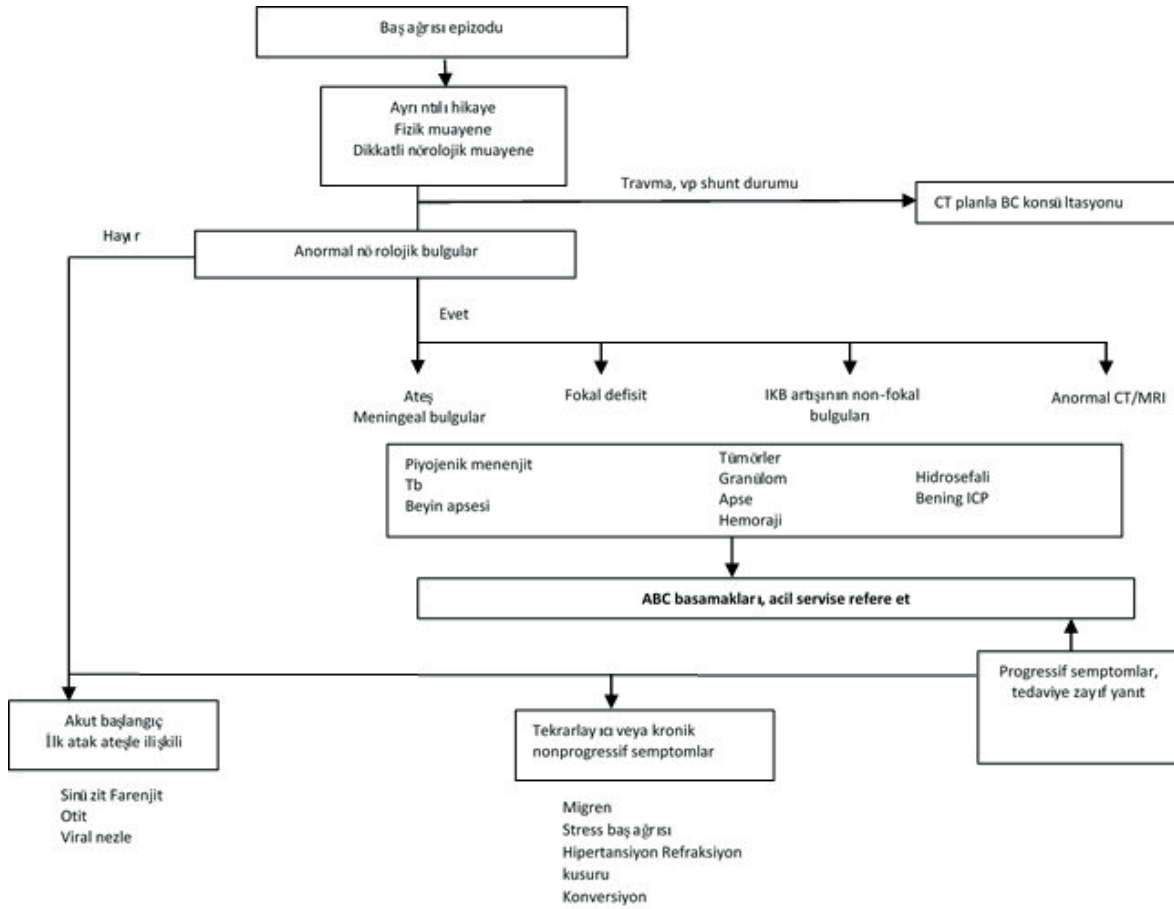 Baş ağrısı epizodu
Ayrıntılı hikaye
Fizik muayene
Dikkatli nörolojik muayene
Travma, vp shunt durumu
CT planla BC konsültasyonu
Hayır
Anormal nörolojik bulgular
Evet
Ateş
Meningeal bulgular
Fokal defisit
IKB artışının non-fokal
bulguları
Anormal CT/MRI
Piyojenik menenjit
Tb
Beyin apsesi
Tümörler
Granülom
Apse
Hemoraji
Hidrosefali
Bening ICP
ABC basamakları, acil servise refere et
Progressif semptomlar,
tedaviye zayıf yanıt
Akut başlangıç
İlk atak ateşle ilişkili
Tekrarlayıcı veya kronik
nonprogressif semptomlar
Sinüzit Farenjit
Otit
Viral nezle
Migren
Stress baş ağrısı
Hipertansiyon Refraksiyon
kusuru
Konversiyon